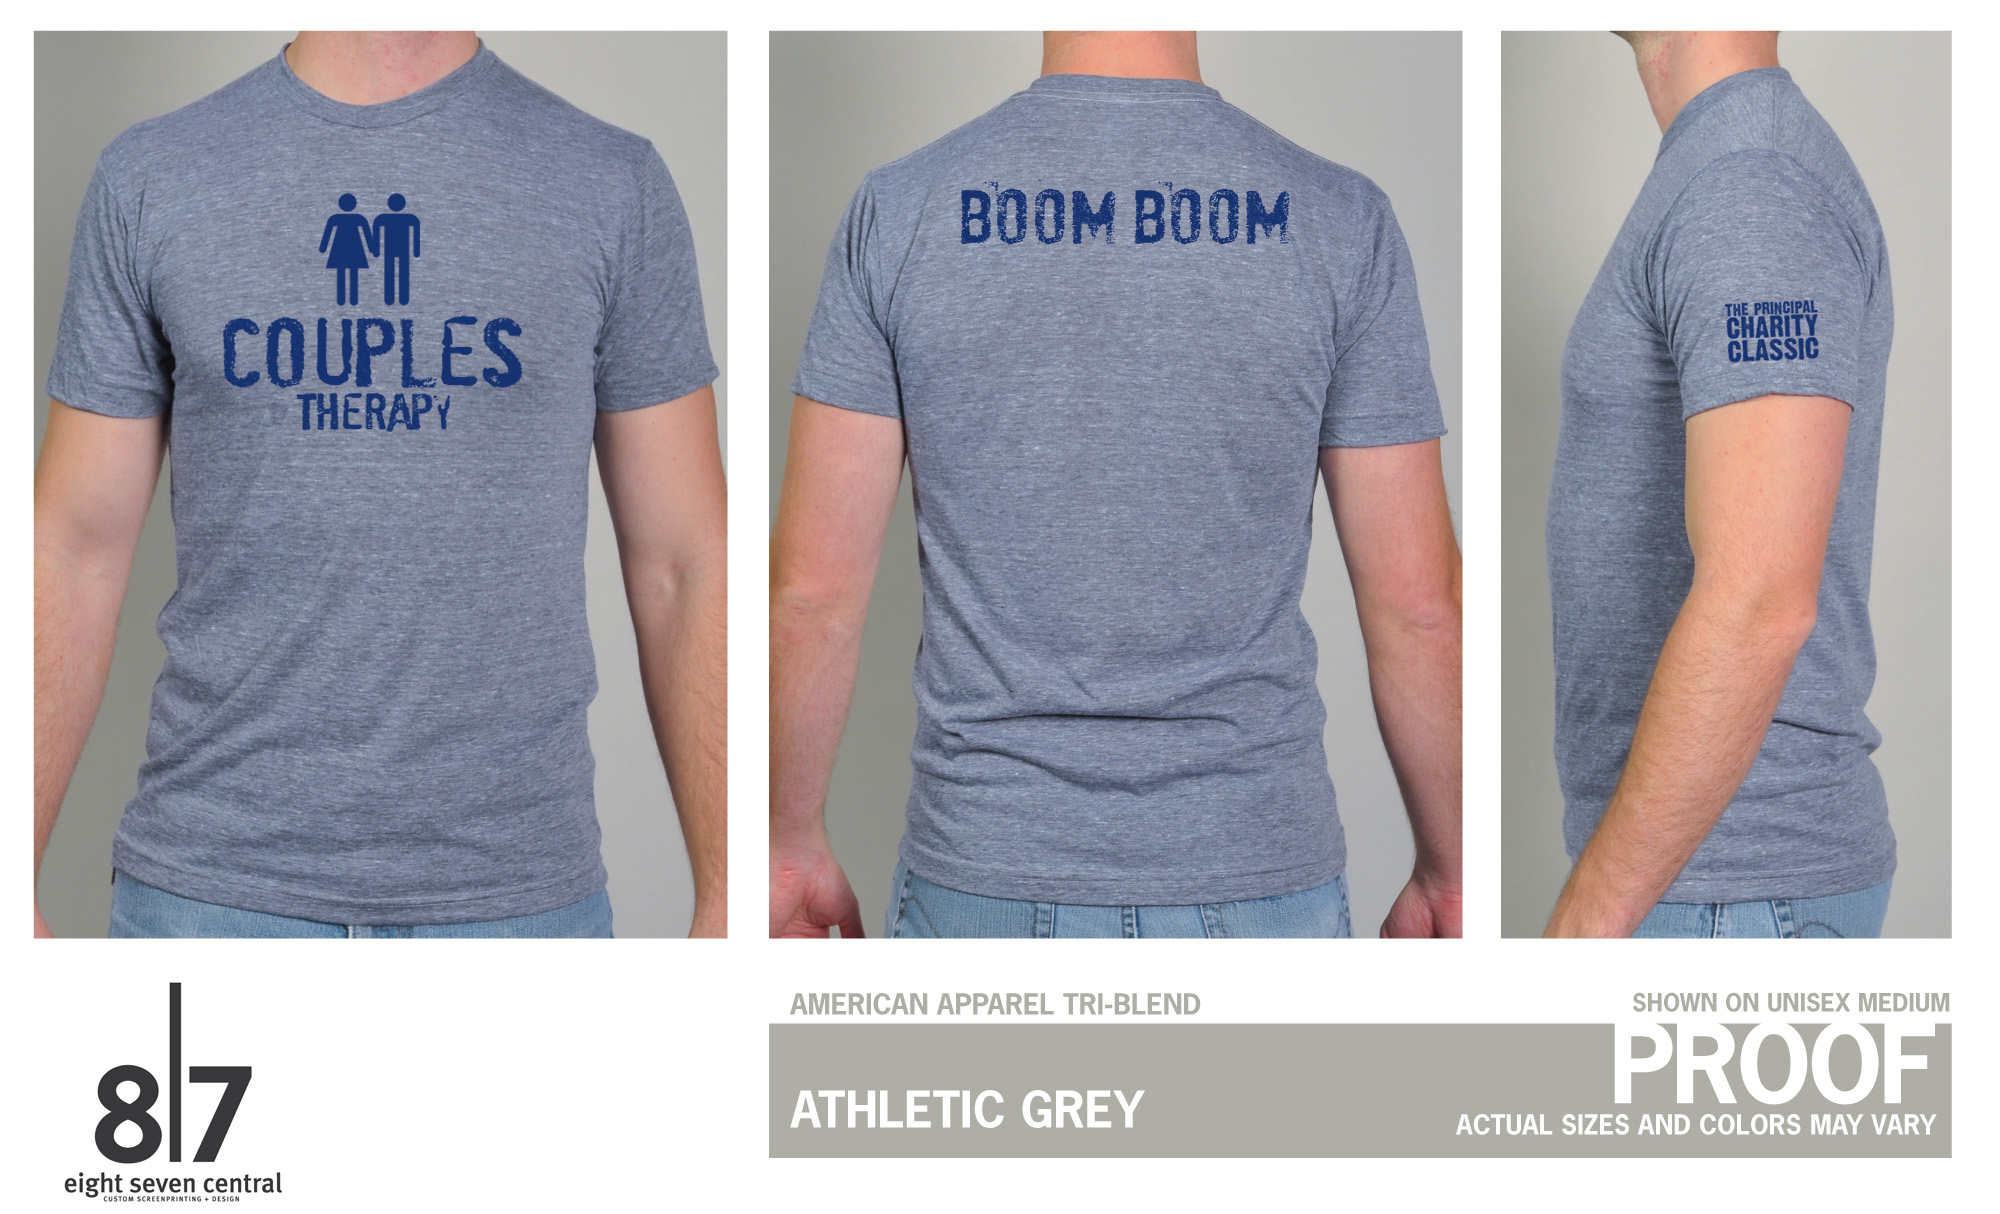 COUPLES
THERAPY
BOOM BOOM
THE PRINCIPAL
CHARITY
CLASSIC
8|7
eight seven central
CUSTOM SCREENPRINTING + DESIGN
AMERICAN APPAREL TRI-BLEND
ATHLETIC GREY
SHOWN ON UNISEX MEDIUM
PROOF
ACTUAL SIZES AND COLORS MAY VARY